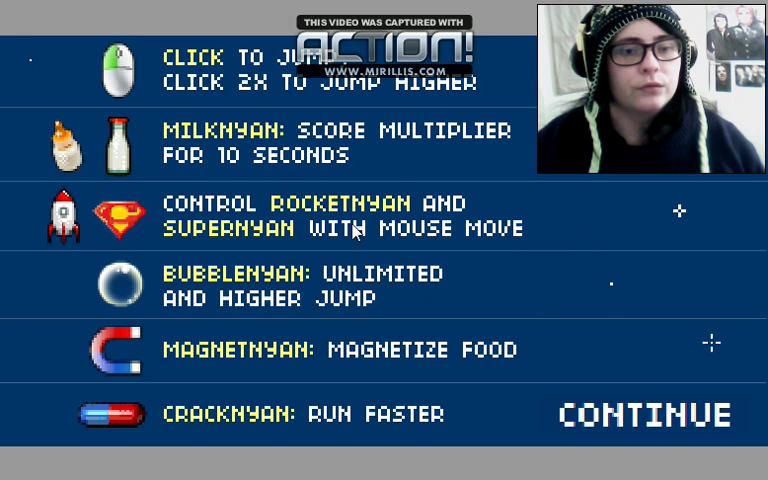 THIS VIDEO WAS CAPTURED WITH
ACTION!
WWW.MIRILLIS.COM
CLICK TO JUMP.
CLICK 2X TO JUMP HIGHER
MILKNYAN: SCORE MULTIPLIER
FOR 10 SECONDS
CONTROL ROCKETNYAN AND
SUPERNYAN WITH MOUSE MOVE
BUBBLENYAN: UNLIMITED
AND HIGHER JUMP
MAGNETNYAN: MAGNETIZE FOOD
CRACKNYAN: RUN FASTER
CONTINUE